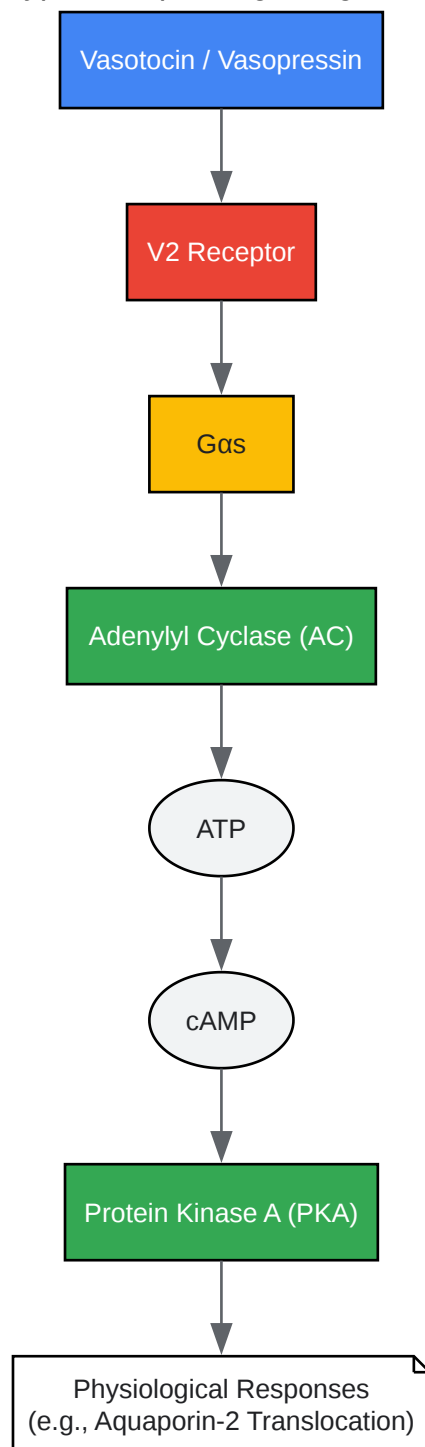 Vasotocin / Vasopressin
V2 Receptor
Gαs
Adenylyl Cyclase (AC)
ATP
cAMP
Protein Kinase A (PKA)
Physiological Responses
(e.g., Aquaporin-2 Translocation)